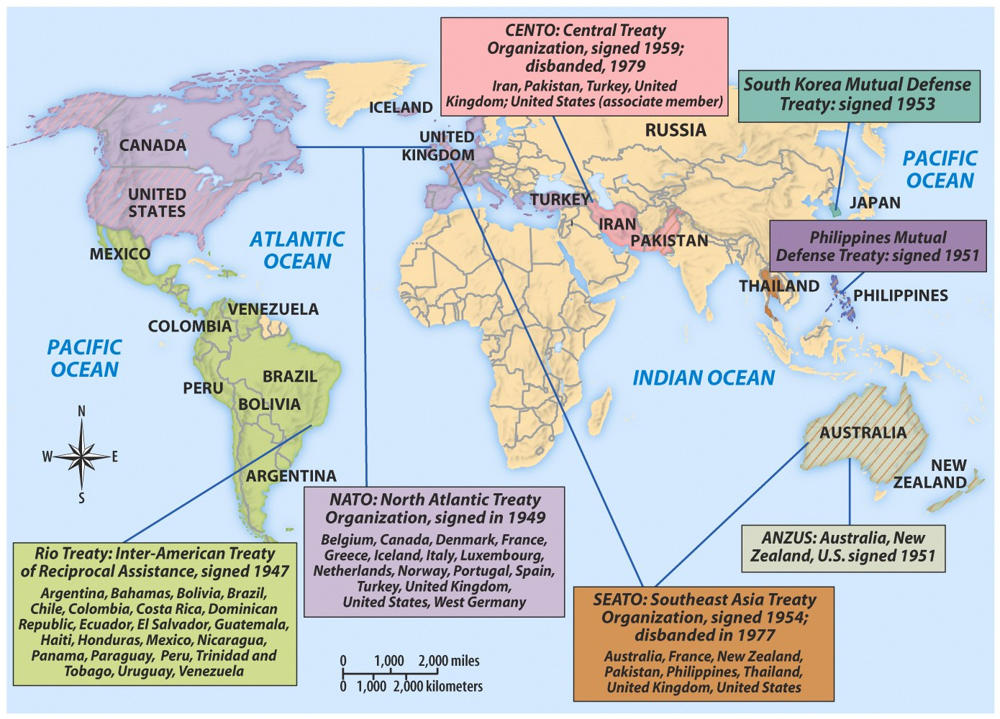 CENTO: Central Treaty
Organization, signed 1959;
disbanded, 1979
Iran, Pakistan, Turkey, United
Kingdom; United States (associate member)
South Korea Mutual Defense
Treaty: signed 1953
ICELAND
RUSSIA
UNITED
KINGDOM
CANADA
PACIFIC
OCEAN
UNITED
STATES
TURKEY
JAPAN
IRAN
PAKISTAN
ATLANTIC
OCEAN
MEXICO
Philippines Mutual
Defense Treaty: signed 1951
THAILAND
PHILIPPINES
VENEZUELA
COLOMBIA
PACIFIC
OCEAN
BRAZIL
PERU
BOLIVIA
INDIAN OCEAN
N
W E
S
AUSTRALIA
NEW
ZEALAND
ARGENTINA
NATO: North Atlantic Treaty
Organization, signed in 1949
Belgium, Canada, Denmark, France,
Greece, Iceland, Italy, Luxembourg,
Netherlands, Norway, Portugal, Spain,
Turkey, United Kingdom,
United States, West Germany
ANZUS: Australia, New
Zealand, U.S. signed 1951
Rio Treaty: Inter-American Treaty
of Reciprocal Assistance, signed 1947
Argentina, Bahamas, Bolivia, Brazil,
Chile, Colombia, Costa Rica, Dominican
Republic, Ecuador, El Salvador, Guatemala,
Haiti, Honduras, Mexico, Nicaragua,
Panama, Paraguay, Peru, Trinidad and
Tobago, Uruguay, Venezuela
SEATO: Southeast Asia Treaty
Organization, signed 1954;
disbanded in 1977
Australia, France, New Zealand,
Pakistan, Philippines, Thailand,
United Kingdom, United States
0 1,000 2,000 miles
0 1,000 2,000 kilometers